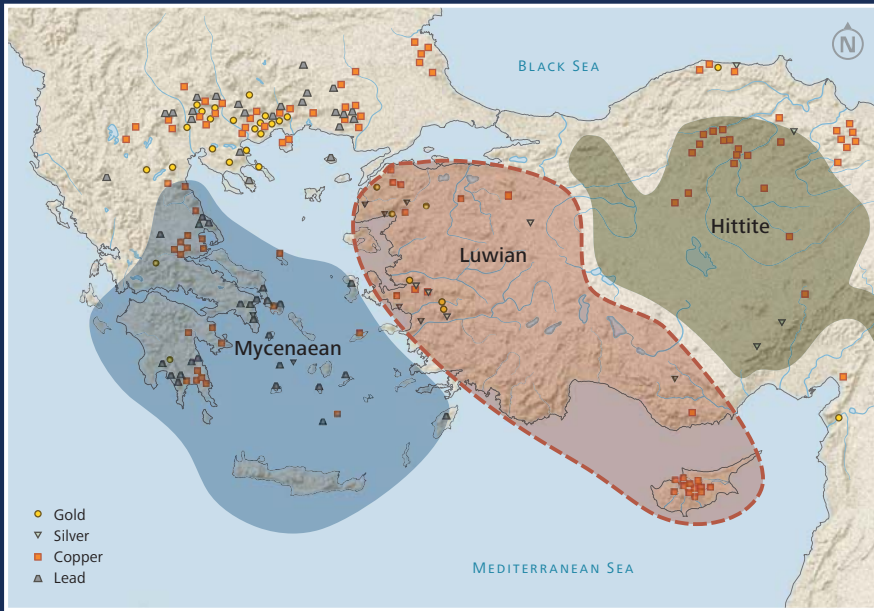 N
BLACK SEA
Hittite
Luwian
Mycenaean
Gold
Silver
Copper
Lead
MEDITERRANEAN SEA